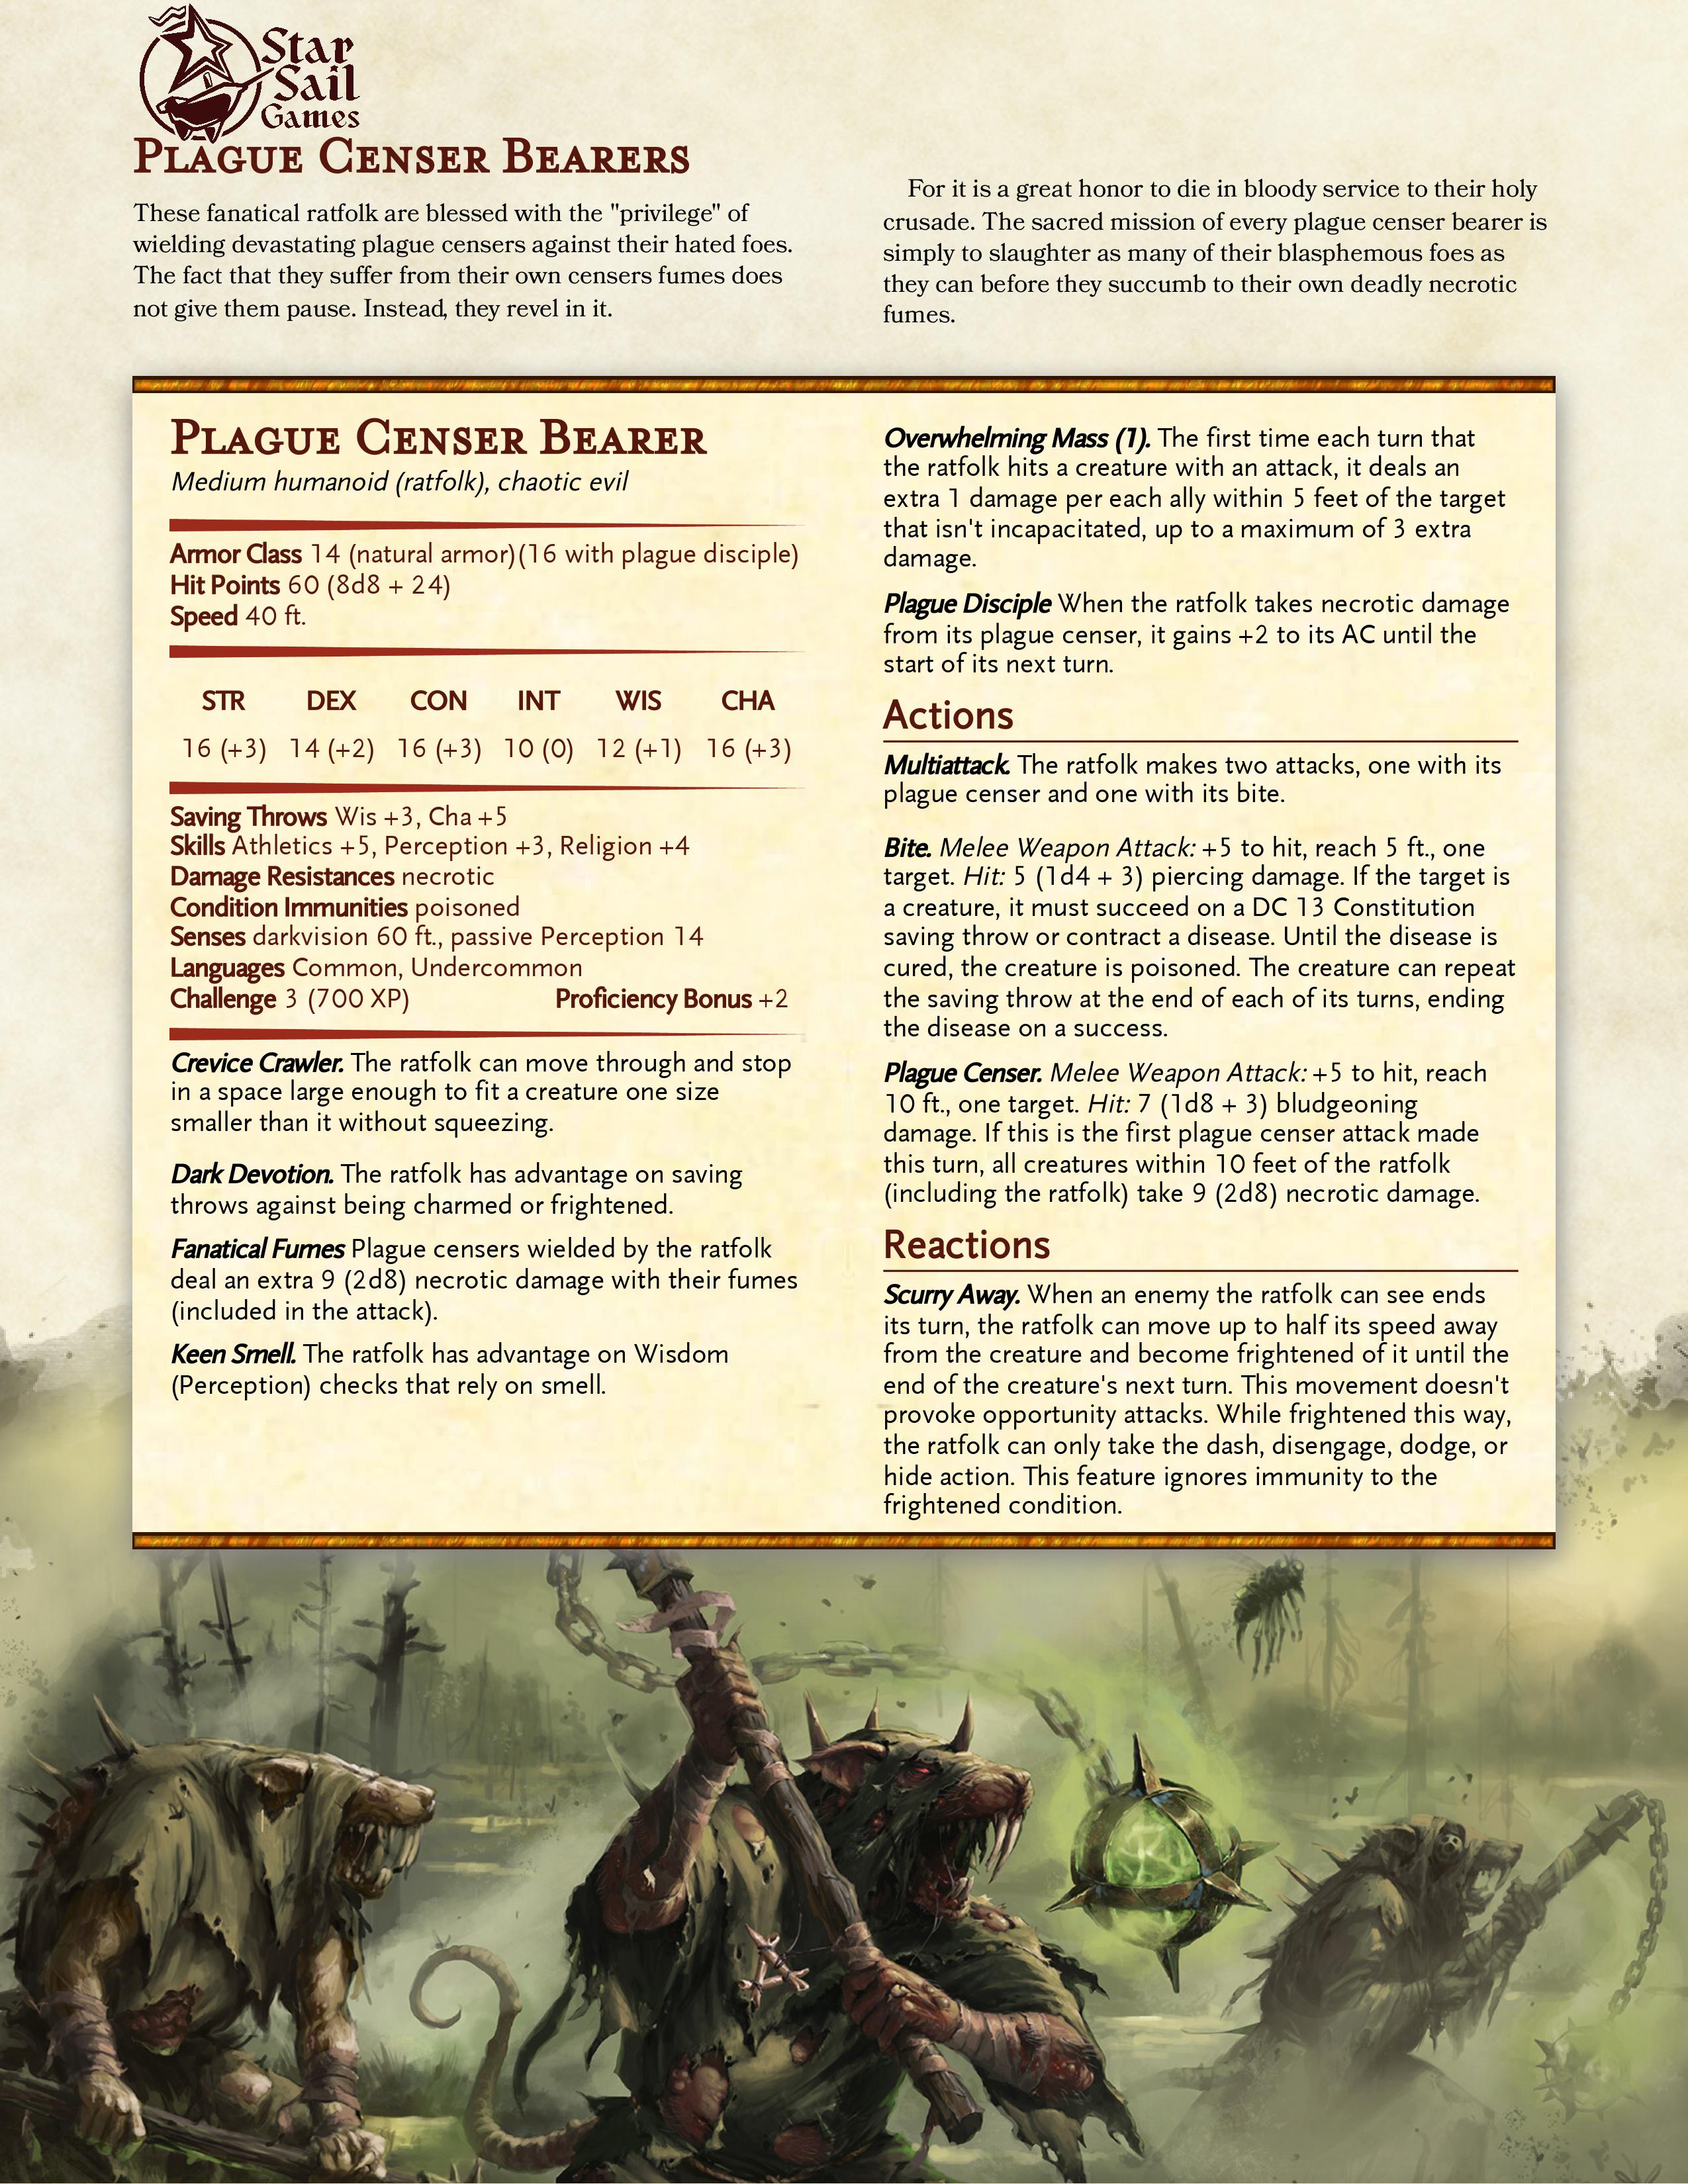 Star
Sail
Games
Plague Censer Bearers
These fanatical ratfolk are blessed with the "privilege" of
wielding devastating plague censers against their hated foes.
The fact that they suffer from their own censers fumes does
not give them pause. Instead, they revel in it.
For it is a great honor to die in bloody service to their holy
crusade. The sacred mission of every plague censer bearer is
simply to slaughter as many of their blasphemous foes as
they can before they succumb to their own deadly necrotic
fumes.
Plague Censer Bearer
Medium humanoid (ratfolk), chaotic evil
Armor Class 14 (natural armor)(16 with plague disciple)
Hit Points 60 (8d8 + 24)
Speed 40 ft.
STR DEX CON INT WIS CHA
16 (+3) 14 (+2) 16 (+3) 10 (0) 12 (+1) 16 (+3)
Saving Throws Wis +3, Cha +5
Skills Athletics +5, Perception +3, Religion +4
Damage Resistances necrotic
Condition Immunities poisoned
Senses darkvision 60 ft., passive Perception 14
Languages Common, Undercommon
Challenge 3 (700 XP) Proficiency Bonus +2
Crevice Crawler. The ratfolk can move through and stop
in a space large enough to fit a creature one size
smaller than it without squeezing.
Dark Devotion. The ratfolk has advantage on saving
throws against being charmed or frightened.
Fanatical Fumes Plague censers wielded by the ratfolk
deal an extra 9 (2d8) necrotic damage with their fumes
(included in the attack).
Keen Smell. The ratfolk has advantage on Wisdom
(Perception) checks that rely on smell.
Overwhelming Mass (1). The first time each turn that
the ratfolk hits a creature with an attack, it deals an
extra 1 damage per each ally within 5 feet of the target
that isn't incapacitated, up to a maximum of 3 extra
damage.
Plague Disciple When the ratfolk takes necrotic damage
from its plague censer, it gains +2 to its AC until the
start of its next turn.
Actions
Multiattack. The ratfolk makes two attacks, one with its
plague censer and one with its bite.
Bite. Melee Weapon Attack: +5 to hit, reach 5 ft., one
target. Hit: 5 (1d4 + 3) piercing damage. If the target is
a creature, it must succeed on a DC 13 Constitution
saving throw or contract a disease. Until the disease is
cured, the creature is poisoned. The creature can repeat
the saving throw at the end of each of its turns, ending
the disease on a success.
Plague Censer. Melee Weapon Attack: +5 to hit, reach
10 ft., one target. Hit: 7 (1d8 + 3) bludgeoning
damage. If this is the first plague censer attack made
this turn, all creatures within 10 feet of the ratfolk
(including the ratfolk) take 9 (2d8) necrotic damage.
Reactions
Scurry Away. When an enemy the ratfolk can see ends
its turn, the ratfolk can move up to half its speed away
from the creature and become frightened of it until the
end of the creature's next turn. This movement doesn't
provoke opportunity attacks. While frightened this way,
the ratfolk can only take the dash, disengage, dodge, or
hide action. This feature ignores immunity to the
frightened condition.